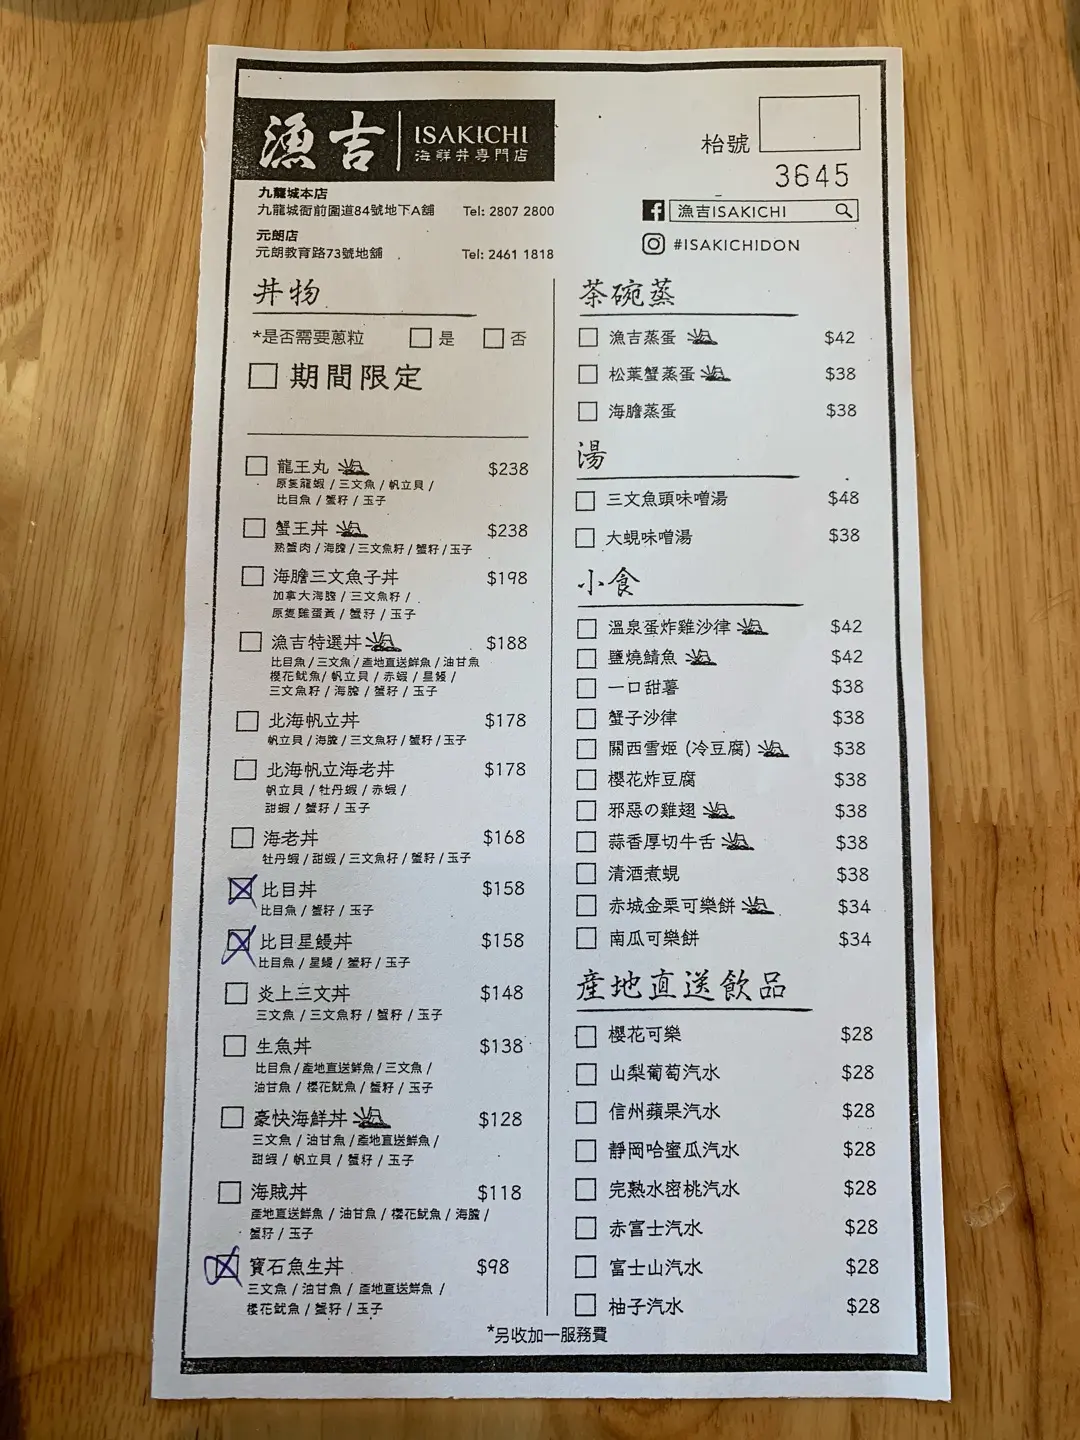 漁吉 ISAKICHI
海鮮丼専門店
枱號
3645
九龍城本店
九龍城衙前圍道84號地下A舖 Tel: 2807 2800
元朗店
元朗教育路73號地舖 Tel: 2461 1818
漁吉ISAKICHI
#ISAKICHIDON
丼物
*是否需要蔥粒 是 否
期間限定
龍王丸 $238
原隻龍蝦 / 三文魚 / 帆立貝 /
比目魚 / 蟹籽 / 玉子
蟹王丼 $238
熟蟹肉 / 海膽 / 三文魚籽 / 蟹籽 / 玉子
海膽三文魚子丼 $198
加拿大海膽 / 三文魚籽 /
原隻雞蛋黃 / 蟹籽 / 玉子
漁吉特選丼 $188
比目魚 / 三文魚 / 產地直送鮮魚 / 油甘魚
櫻花魷魚 / 帆立貝 / 赤蝦 / 星鰻 /
三文魚籽 / 海膽 / 蟹籽 / 玉子
北海帆立丼 $178
帆立貝 / 海膽 / 三文魚籽 / 蟹籽 / 玉子
北海帆立海老丼 $178
帆立貝 / 牡丹蝦 / 赤蝦 /
甜蝦 / 蟹籽 / 玉子
海老丼 $168
牡丹蝦 / 甜蝦 / 三文魚籽 / 蟹籽 / 玉子
比目丼 $158
比目魚 / 蟹籽 / 玉子
比目星鰻丼 $158
比目魚 / 星鰻 / 蟹籽 / 玉子
炎上三文丼 $148
三文魚 / 三文魚籽 / 蟹籽 / 玉子
生魚丼 $138
比目魚 / 產地直送鮮魚 / 三文魚 /
油甘魚 / 櫻花魷魚 / 蟹籽 / 玉子
豪快海鮮丼 $128
三文魚 / 油甘魚 / 產地直送鮮魚 /
甜蝦 / 帆立貝 / 蟹籽 / 玉子
海賊丼 $118
產地直送鮮魚 / 油甘魚 / 櫻花魷魚 / 海膽 /
蟹籽 / 玉子
寶石魚生丼 $98
三文魚 / 油甘魚 / 產地直送鮮魚 /
櫻花魷魚 / 蟹籽 / 玉子
茶碗蒸
漁吉蒸蛋 $42
松葉蟹蒸蛋 $38
海膽蒸蛋 $38
湯
三文魚頭味噌湯 $48
大蜆味噌湯 $38
小食
溫泉蛋炸雞沙律 $42
鹽燒鯖魚 $42
一口甜薯 $38
蟹子沙律 $38
關西雪姫 (冷豆腐) $38
櫻花炸豆腐 $38
邪惡の雞翅 $38
蒜香厚切牛舌 $38
清酒煮蜆 $38
赤城金栗可樂餅 $34
南瓜可樂餅 $34
産地直送飲品
櫻花可樂 $28
山梨葡萄汽水 $28
信州蘋果汽水 $28
靜岡哈蜜瓜汽水 $28
完熟水密桃汽水 $28
赤富士汽水 $28
富士山汽水 $28
柚子汽水 $28
*另收加一服務費